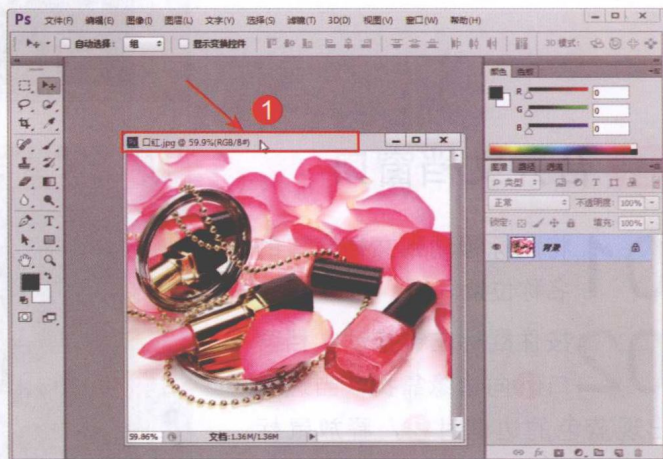 Ps 文件(F) 编辑(E) 图像(I) 图层(L) 文字(Y) 选择(S) 滤镜(T) 3D(D) 视图(V) 窗口(W) 帮助(H)
自动选择: 组 显示变换控件 3D 模式:
颜色 色板
R 0
G 0
B 0
1
口红.jpg @ 59.9%(RGB/8#)
图层 路径 通道
类型
正常 不透明度: 100%
锁定: 填充: 100%
背景
59.86% 文档:1.36M/1.36M
fx